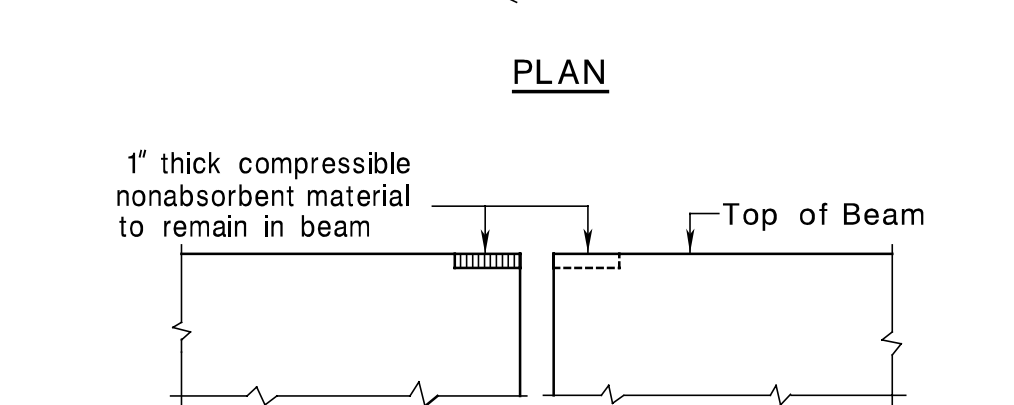 PLAN
1" thick compressible
nonabsorbent material
to remain in beam
Top of Beam